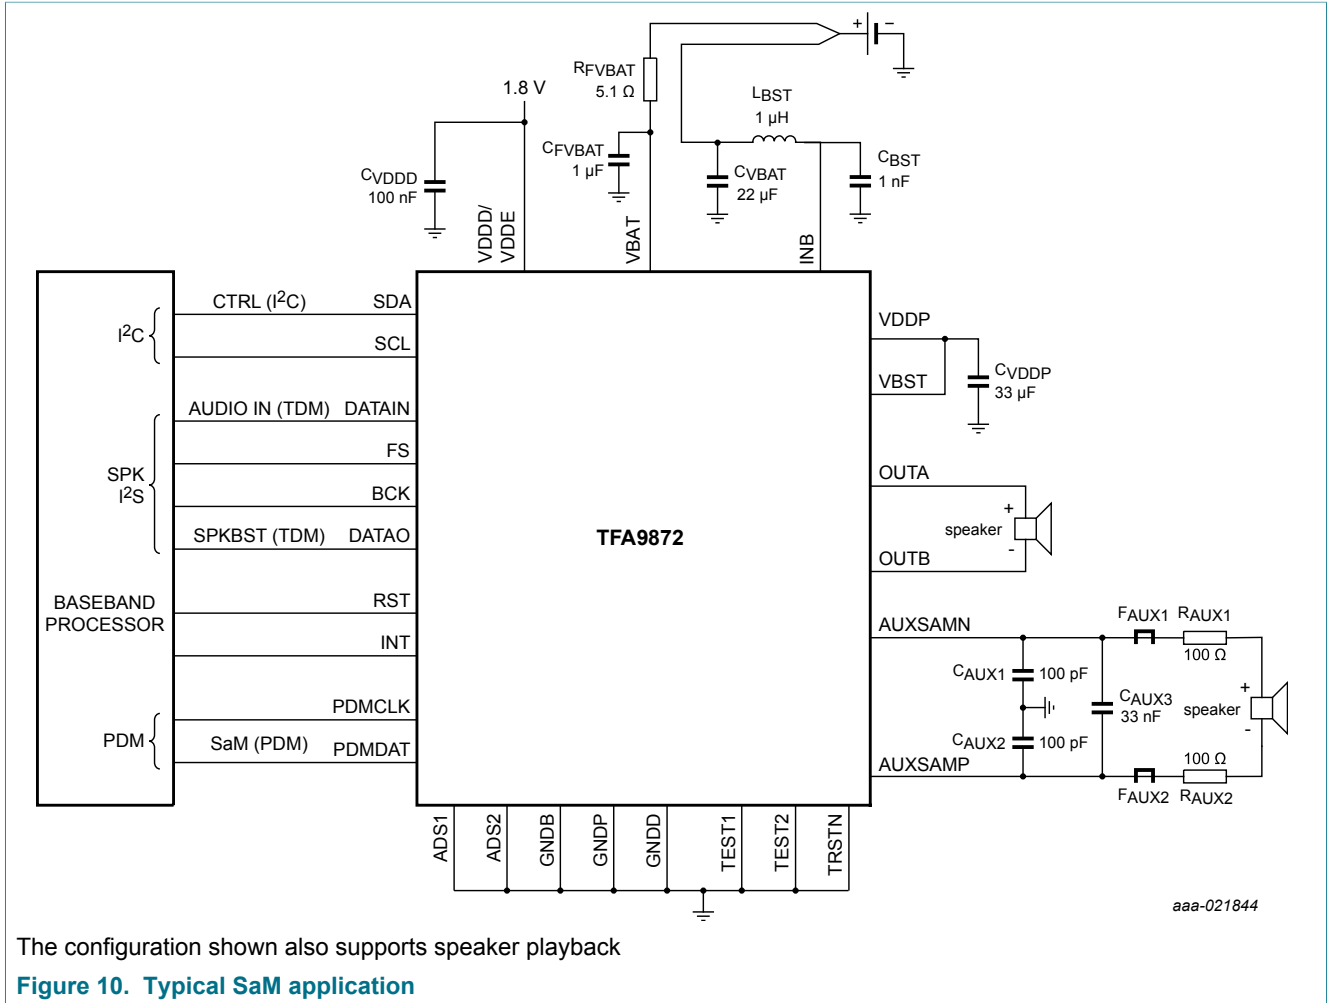 + −
RFVBAT
5.1 Ω
1.8 V
LBST
1 µH
CFVBAT
1 µF
CVBAT
22 µF
CBST
1 nF
CVDDD
100 nF
VDDD/
VDDE
VBAT
INB
CTRL (I2C) SDA
I2C
SCL
VDDP
VBST
CVDDP
33 µF
AUDIO IN (TDM) DATAIN
FS
SPK
I2S
BCK
SPKBST (TDM) DATAO
TFA9872
OUTA
+
speaker
-
OUTB
BASEBAND
PROCESSOR
RST
INT
AUXSAMN
FAUX1 RAUX1
100 Ω
CAUX1 100 pF
CAUX3
33 nF
+
speaker
-
CAUX2 100 pF
AUXSAMP
100 Ω
FAUX2 RAUX2
PDMCLK
PDM
SaM (PDM) PDMDAT
ADS1
ADS2
GNDB
GNDP
GNDD
TEST1
TEST2
TRSTN
aaa-021844
The configuration shown also supports speaker playback
Figure 10. Typical SaM application